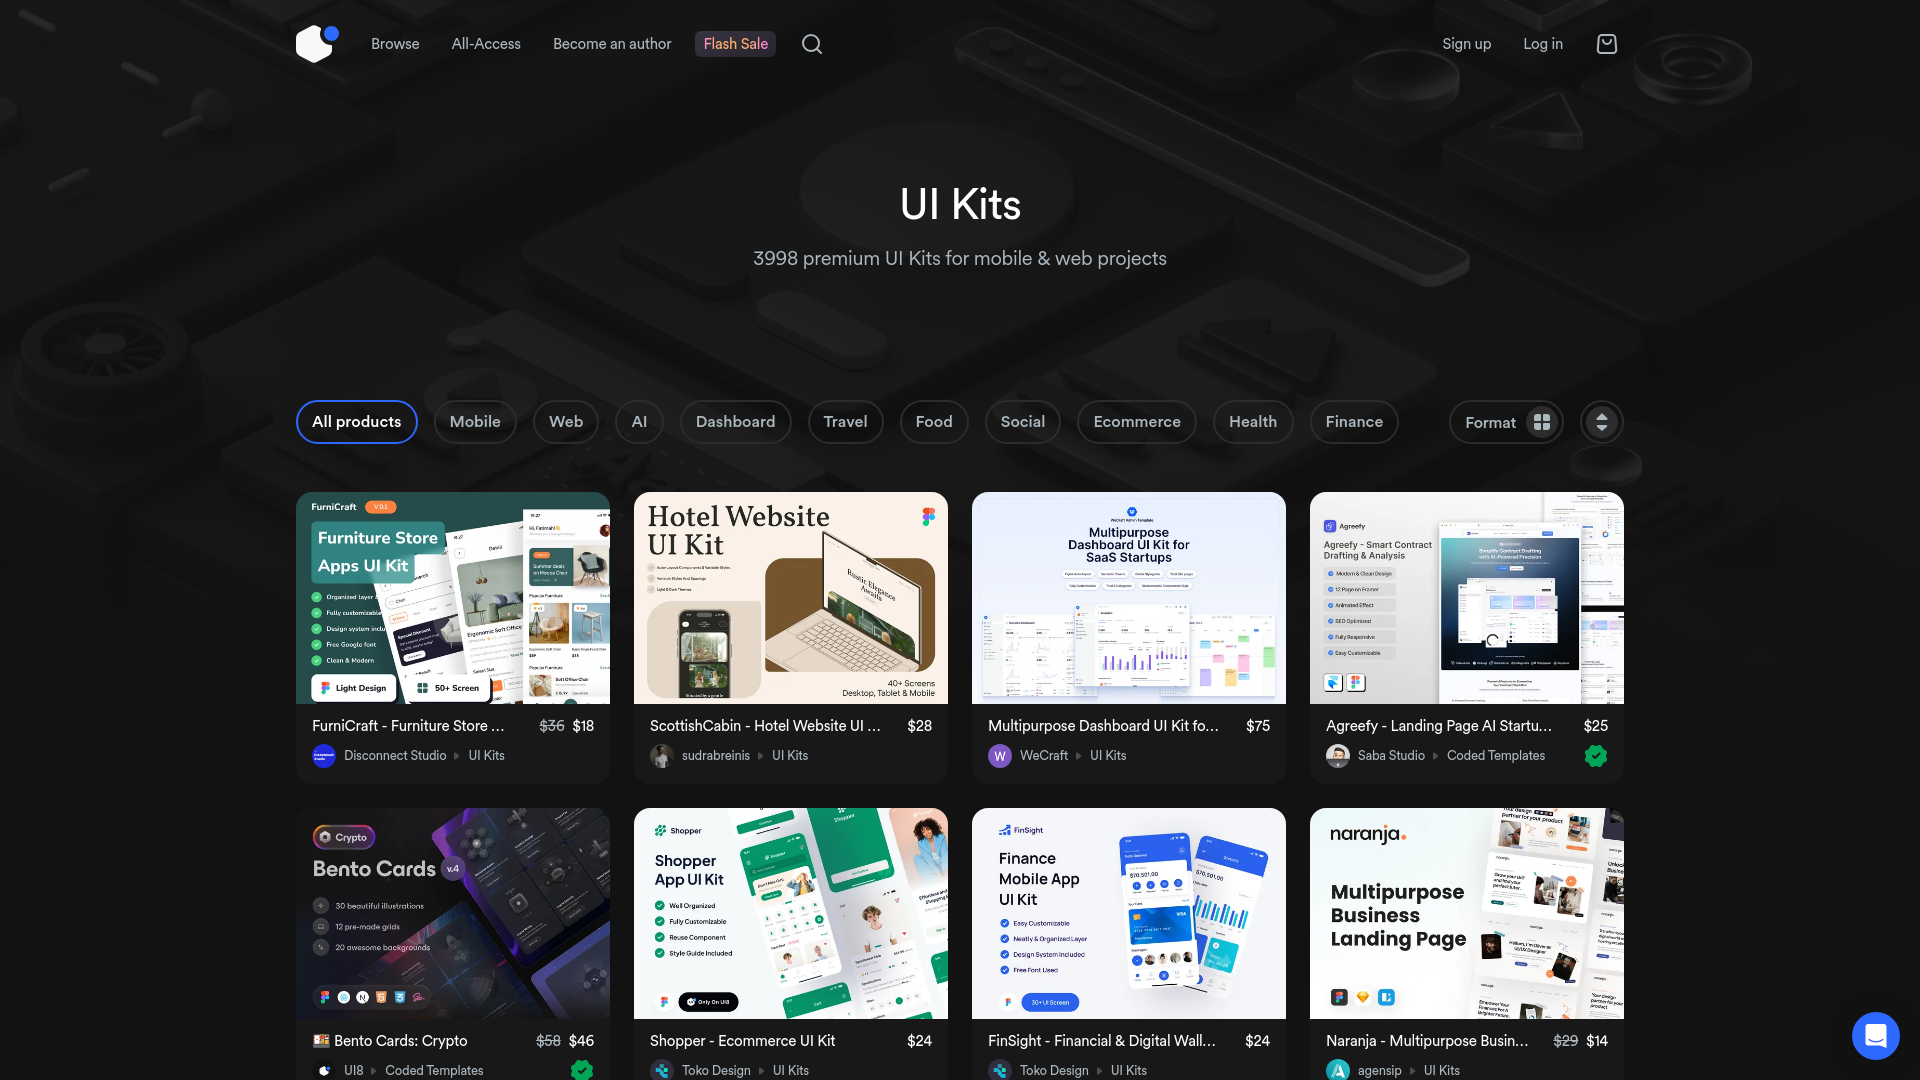 Browse
All-Access
Become an author
Flash Sale
Sign up
Log in
UI Kits
3998 premium UI Kits for mobile & web projects
All products
Mobile
Web
AI
Dashboard
Travel
Food
Social
Ecommerce
Health
Finance
Format
FurniCraft
V 0.1
Furniture Store
Apps UI Kit
Fully customizable
Free Google font
Clean & Modern
Light Design
50+ Screen
Hotel Website
UI Kit
40+ Screens
Desktop, Tablet & Mobile
Multipurpose
Dashboard UI Kit for
SaaS Startups
Agreefy
Agreefy - Smart Contract
Drafting & Analysis
Modern & Clean Design
12 Page on Framer
Animated Effect
SEO Optimized
Fully Responsive
Easy Customizable
FurniCraft - Furniture Store ...
$36 $18
Disconnect Studio
UI Kits
ScottishCabin - Hotel Website UI ...
$28
sudrabreinis
UI Kits
Multipurpose Dashboard UI Kit fo...
$75
W
WeCraft
UI Kits
Agreefy - Landing Page AI Startu...
$25
Saba Studio
Coded Templates
Crypto
Bento Cards v.4
30 beautiful illustrations
12 pre-made grids
20 awesome backgrounds
Shopper
Shopper
App UI Kit
Well Organized
Fully Customizable
Reuse Component
Style Guide Included
Only On UI8
FinSight
Finance
Mobile App
UI Kit
Easy Customizable
Neatly & Organized Layer
Design System Included
Free Font Used
30+ UI Screen
naranja.
Multipurpose
Business
Landing Page
Bento Cards: Crypto
$58 $46
UI8
Coded Templates
Shopper - Ecommerce UI Kit
$24
Toko Design
UI Kits
FinSight - Financial & Digital Wall...
$24
Toko Design
UI Kits
Naranja - Multipurpose Busin...
$29 $14
agensip
UI Kits